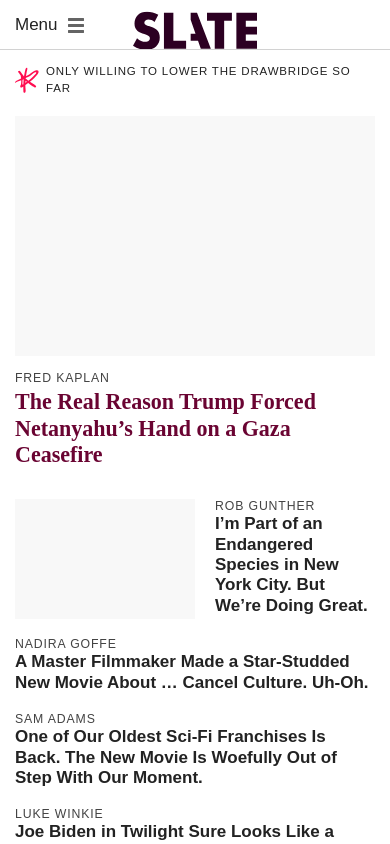 Menu
SLATE
ONLY WILLING TO LOWER THE DRAWBRIDGE SO
FAR
FRED KAPLAN
The Real Reason Trump Forced
Netanyahu’s Hand on a Gaza
Ceasefire
ROB GUNTHER
I’m Part of an
Endangered
Species in New
York City. But
We’re Doing Great.
NADIRA GOFFE
A Master Filmmaker Made a Star-Studded
New Movie About … Cancel Culture. Uh-Oh.
SAM ADAMS
One of Our Oldest Sci-Fi Franchises Is
Back. The New Movie Is Woefully Out of
Step With Our Moment.
LUKE WINKIE
Joe Biden in Twilight Sure Looks Like a